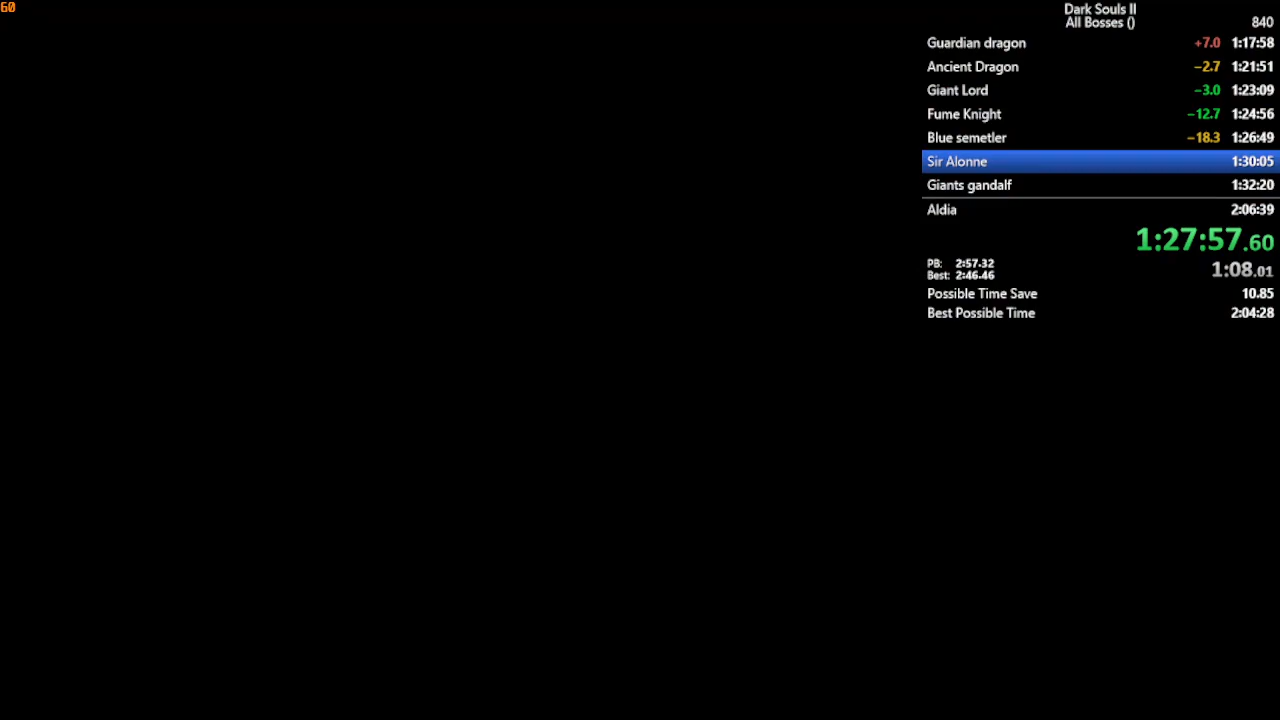 60
Dark Souls II
All Bosses () 840
Guardian dragon +7.0 1:17:58
Ancient Dragon −2.7 1:21:51
Giant Lord −3.0 1:23:09
Fume Knight −12.7 1:24:56
Blue semetler −18.3 1:26:49
Sir Alonne 1:30:05
Giants gandalf 1:32:20
Aldia 2:06:39
1:27:57.60
PB: 2:57.32 1:08.01
Best: 2:46.46
Possible Time Save 10.85
Best Possible Time 2:04:28